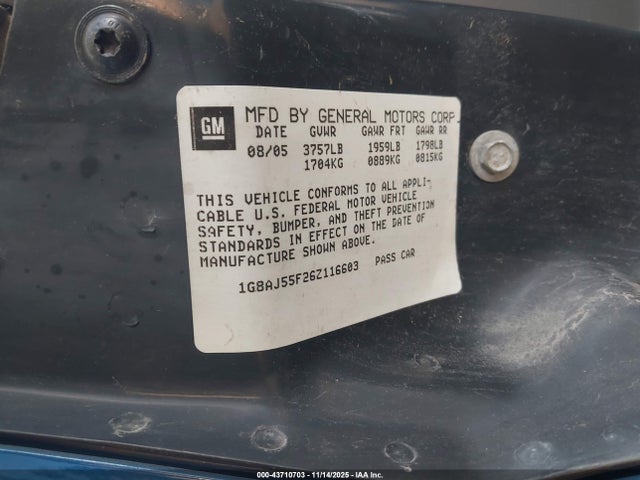 GM
MFD BY GENERAL MOTORS CORP.
DATE GVWR GAWR FRT GAWR RR
08/05 3757LB 1959LB 1798LB
1704KG 0889KG 0815KG
THIS VEHICLE CONFORMS TO ALL APPLI-
CABLE U.S. FEDERAL MOTOR VEHICLE
SAFETY, BUMPER, AND THEFT PREVENTION
STANDARDS IN EFFECT ON THE DATE OF
MANUFACTURE SHOWN ABOVE.
1G8AJ55F26Z116603 PASS CAR
000-43710703 - 11/14/2025 - IAA Inc.